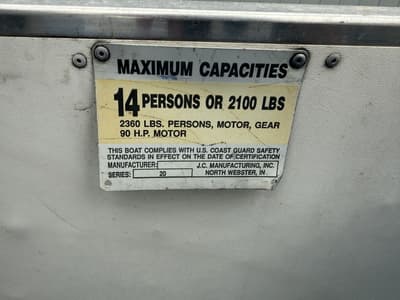 MAXIMUM CAPACITIES
14 PERSONS OR 2100 LBS
2360 LBS. PERSONS, MOTOR, GEAR
90 H.P. MOTOR
THIS BOAT COMPLIES WITH U.S. COAST GUARD SAFETY
STANDARDS IN EFFECT ON THE DATE OF CERTIFICATION
MANUFACTURER: J.C. MANUFACTURING, INC.
SERIES: 20 NORTH WEBSTER, IN